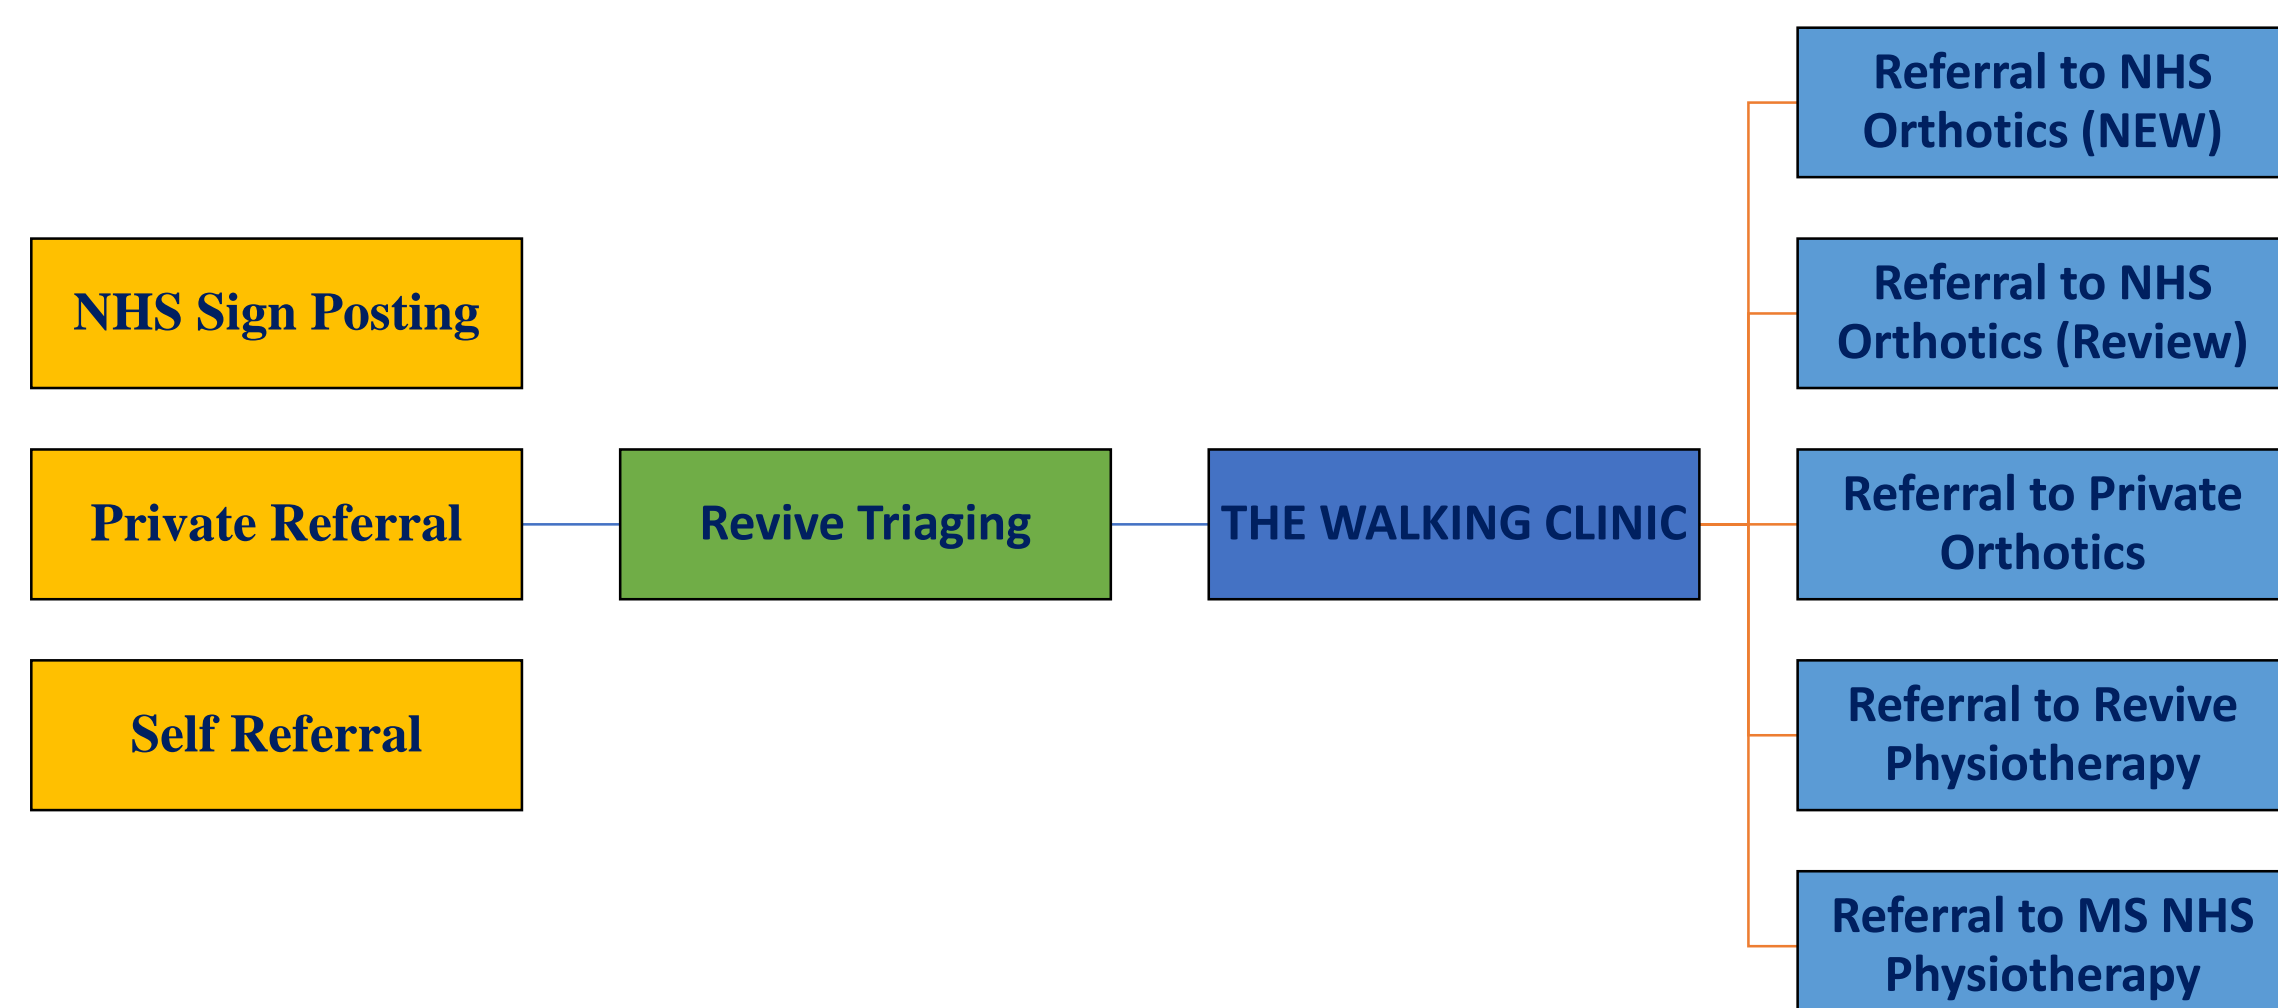 NHS Sign Posting
Private Referral
Self Referral
Revive Triaging
THE WALKING CLINIC
Referral to NHS
Orthotics (NEW)
Referral to NHS
Orthotics (Review)
Referral to Private
Orthotics
Referral to Revive
Physiotherapy
Referral to MS NHS
Physiotherapy